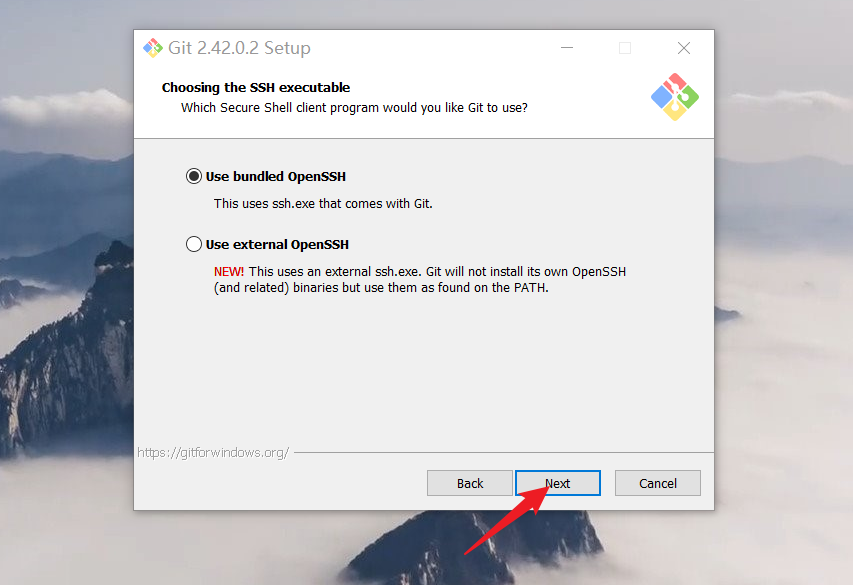 Git 2.42.0.2 Setup
Choosing the SSH executable
Which Secure Shell client program would you like Git to use?
Use bundled OpenSSH
This uses ssh.exe that comes with Git.
Use external OpenSSH
NEW! This uses an external ssh.exe. Git will not install its own OpenSSH
(and related) binaries but use them as found on the PATH.
https://gitforwindows.org/
Back Next Cancel